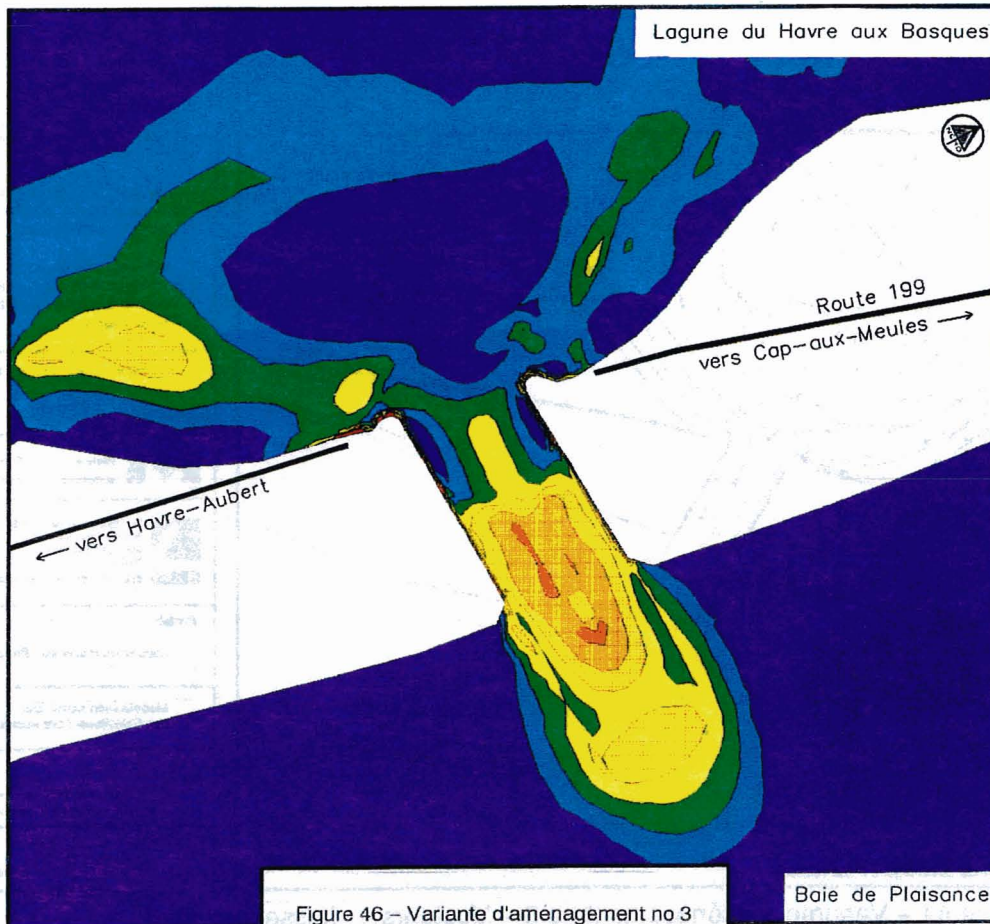 Lagune du Havre aux Basques
Route 199
vers Cap-aux-Meules →
← vers Havre-Aubert
Baie de Plaisance
Figure 46 – Variante d'aménagement no 3